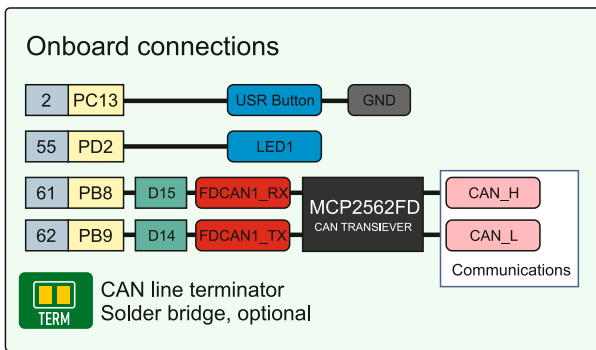 Onboard connections
2 PC13 USR Button GND
55 PD2 LED1
61 PB8 D15 FDCAN1_RX MCP2562FD CAN_H
CAN TRANSIEVER
62 PB9 D14 FDCAN1_TX CAN_L
Communications
TERM
CAN line terminator
Solder bridge, optional